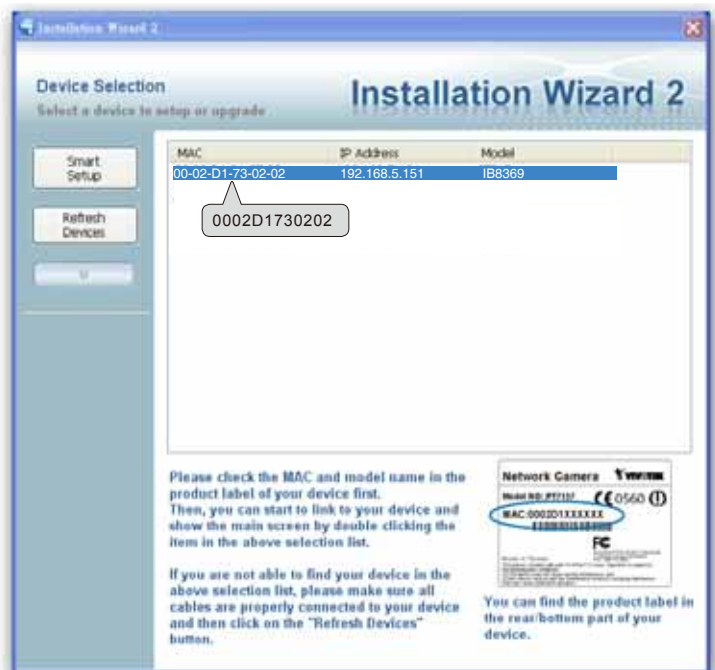 Installation Wizard 2
Device Selection
Select a device to setup or upgrade
Installation Wizard 2
Smart
Setup
Refresh
Devices
MAC IP Address Model
00-02-D1-73-02-02 192.168.5.151 IB8369
0002D1730202
Please check the MAC and model name in the
product label of your device first.
Then, you can start to link to your device and
show the main screen by double clicking the
item in the above selection list.
If you are not able to find your device in the
above selection list, please make sure all
cables are properly connected to your device
and then click on the "Refresh Devices"
button.
Network Camera VIVOTEK
Model NO: PT7137 CE0560
MAC:0002D1XXXXXX
FC
You can find the product label in
the rear/bottom part of your
device.